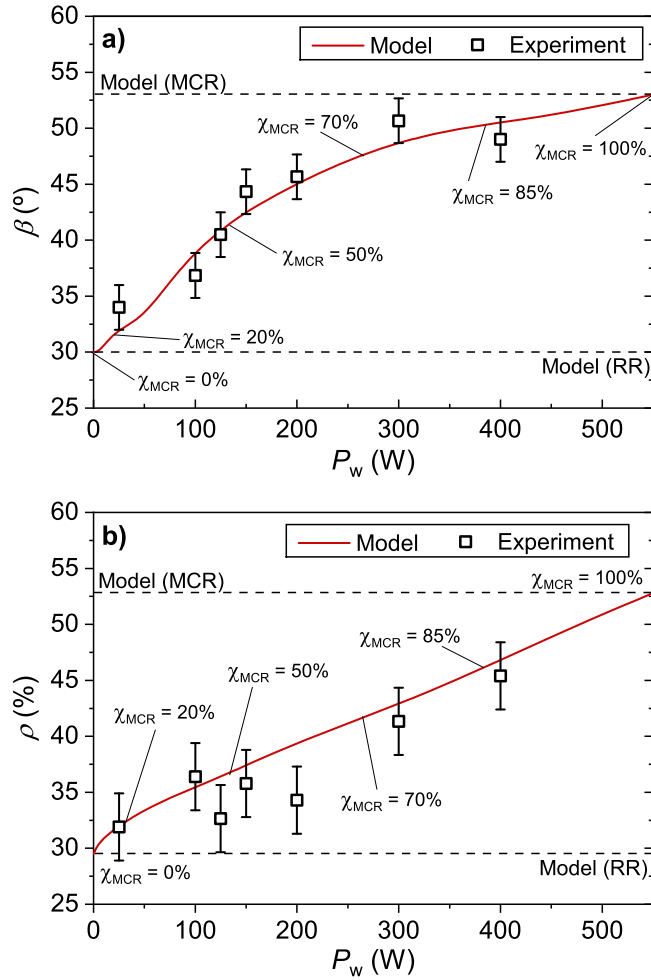 a)
Model
Experiment
Model (MCR)
χMCR = 70%
χMCR = 100%
χMCR = 85%
χMCR = 50%
χMCR = 20%
χMCR = 0%
Model (RR)
60
55
50
45
40
35
30
25
β (º)
0 100 200 300 400 500
Pw (W)
b)
Model
Experiment
Model (MCR)
χMCR = 100%
χMCR = 85%
χMCR = 50%
χMCR = 20%
χMCR = 70%
χMCR = 0%
Model (RR)
60
55
50
45
40
35
30
25
ρ (%)
0 100 200 300 400 500
Pw (W)